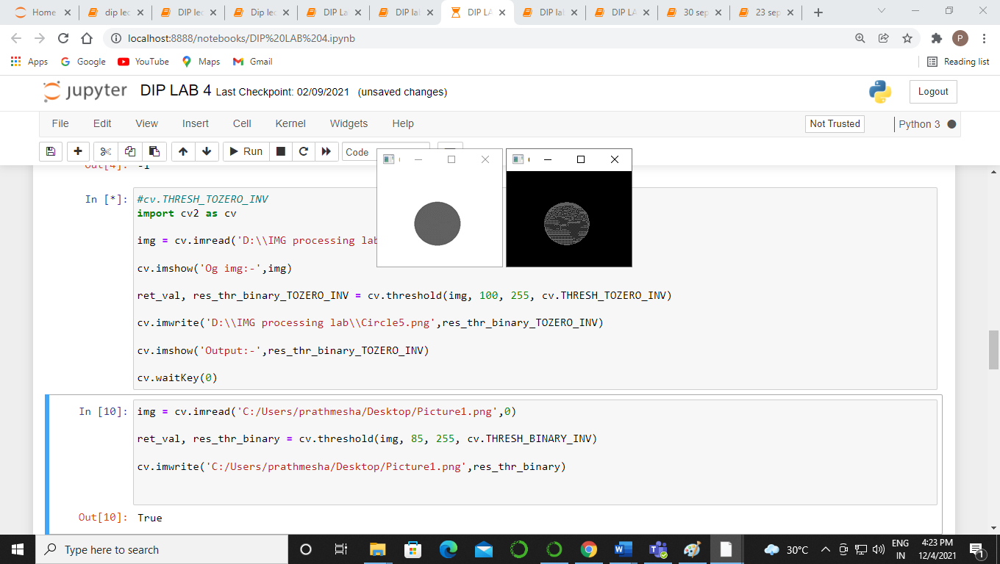 Home
dip lec
DIP lec
Dip lec
DIP La
DIP la
DIP LA
DIP la
DIP LA
30 sep
23 sep
localhost:8888/notebooks/DIP%20LAB%204.ipynb
P
Apps Google YouTube Maps Gmail Reading list
jupyter DIP LAB 4 Last Checkpoint: 02/09/2021 (unsaved changes) Logout
File Edit View Insert Cell Kernel Widgets Help Not Trusted Python 3
Run Code
Out[4]: -1
In [*]: #cv.THRESH_TOZERO_INV
import cv2 as cv
img = cv.imread('D:\\IMG processing lab
cv.imshow('Og img:-',img)
ret_val, res_thr_binary_TOZERO_INV = cv.threshold(img, 100, 255, cv.THRESH_TOZERO_INV)
cv.imwrite('D:\\IMG processing lab\\Circle5.png',res_thr_binary_TOZERO_INV)
cv.imshow('Output:-',res_thr_binary_TOZERO_INV)
cv.waitKey(0)
In [10]: img = cv.imread('C:/Users/prathmesha/Desktop/Picture1.png',0)
ret_val, res_thr_binary = cv.threshold(img, 85, 255, cv.THRESH_BINARY_INV)
cv.imwrite('C:/Users/prathmesha/Desktop/Picture1.png',res_thr_binary)
Out[10]: True
Type here to search
30°C
ENG
IN
4:23 PM
12/4/2021
1